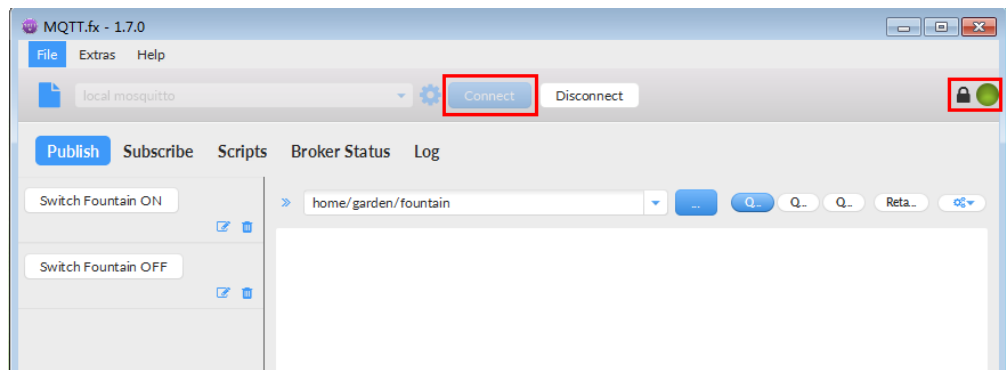 MQTT.fx - 1.7.0
File Extras Help
local mosquitto Connect Disconnect
Publish Subscribe Scripts Broker Status Log
Switch Fountain ON
home/garden/fountain ... Q... Q... Q... Reta...
Switch Fountain OFF